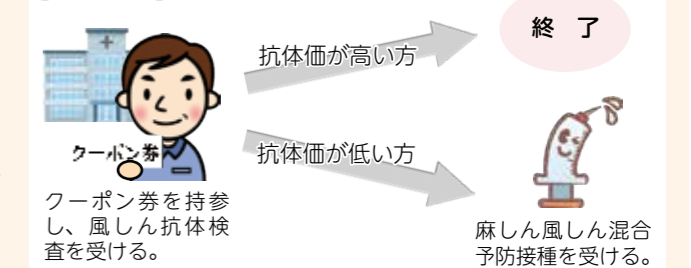 終 了
抗体価が高い方
クーポン券
抗体価が低い方
クーポン券を持参
し、風しん抗体検
査を受ける。
麻しん風しん混合
予防接種を受ける。